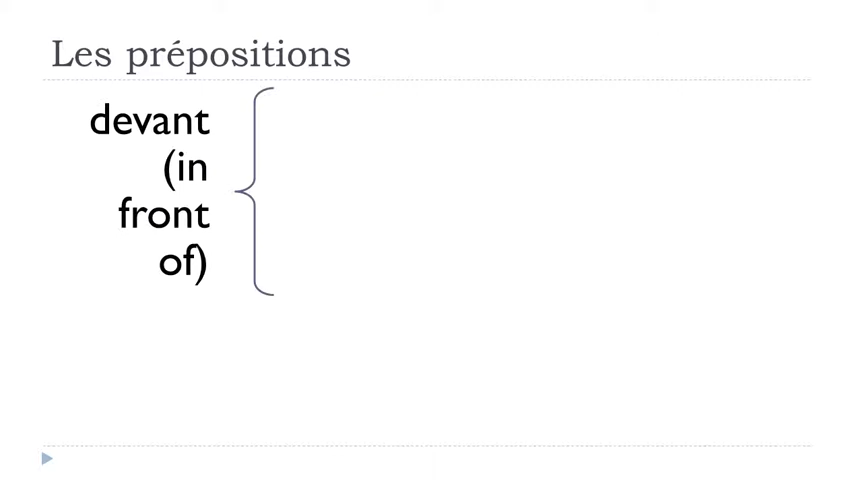 Les prépositions
devant
(in
front
of)